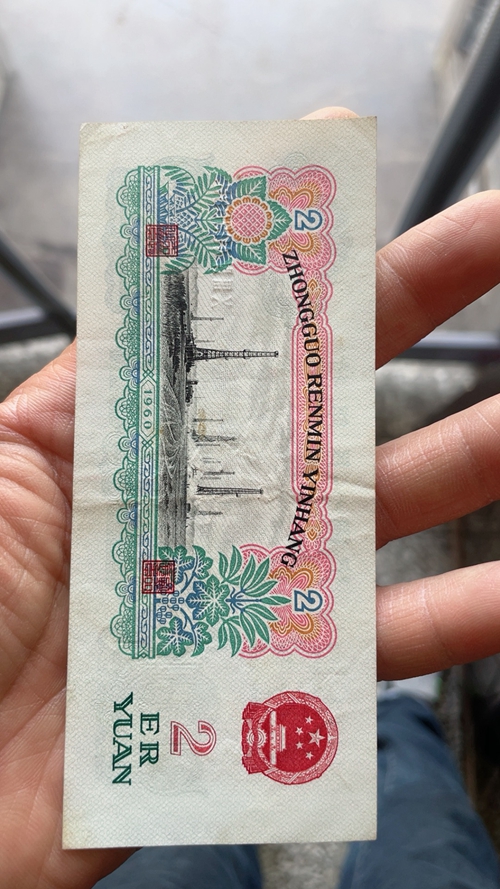 2
ZHONGGUO RENMIN YINHANG
2
1960
2
ER
YUAN